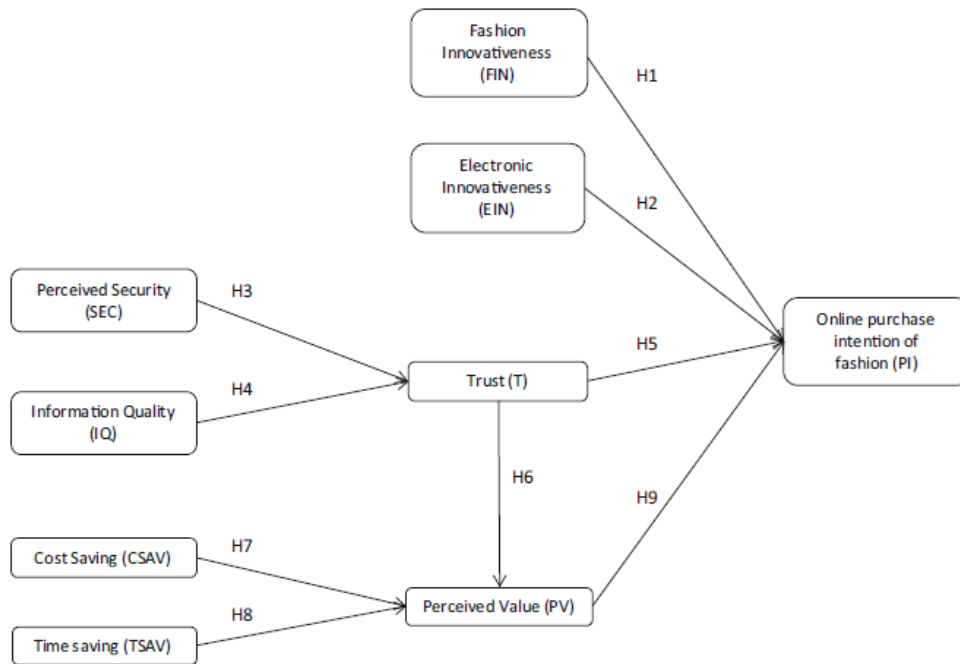 Fashion
Innovativeness
(FIN)
H1
Electronic
Innovativeness
(EIN)
H2
Perceived Security
(SEC)
H3
Online purchase
intention of
fashion (PI)
H5
Trust (T)
H4
Information Quality
(IQ)
H6
H9
H7
Cost Saving (CSAV)
Perceived Value (PV)
H8
Time saving (TSAV)